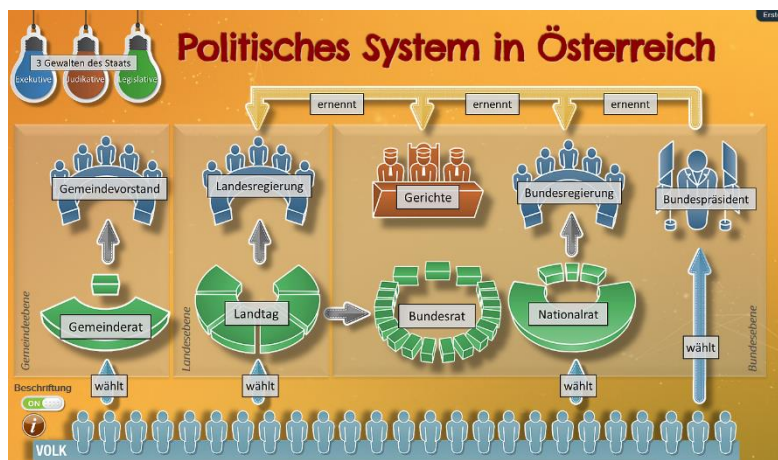 Erste
Politisches System in Österreich
3 Gewalten des Staats
Exekutive
Judikative
Legislative
ernennt
ernennt
ernennt
Gemeindevorstand
Landesregierung
Gerichte
Bundesregierung
Bundespräsident
Gemeindeebene
Gemeinderat
Landesebene
Landtag
Bundesrat
Nationalrat
Bundesebene
wählt
wählt
wählt
wählt
Beschriftung
ON
i
VOLK